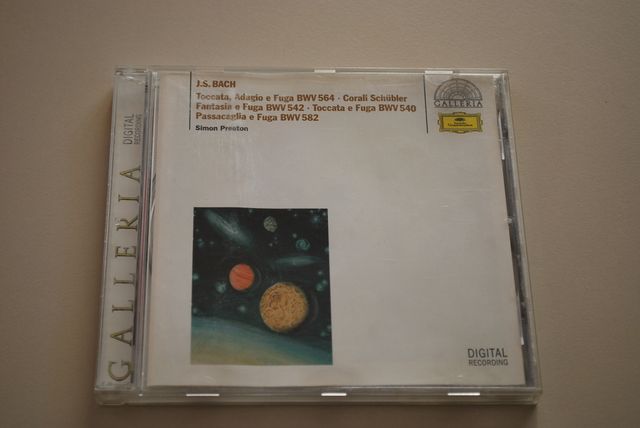 J.S. BACH
Toccata, Adagio e Fuga BWV 564 · Corali Schübler
Fantasia e Fuga BWV 542 · Toccata e Fuga BWV 540
Passacaglia e Fuga BWV 582
Simon Preston
GALLERIA
DIGITAL
RECORDING
GALLERIA
DIGITAL
RECORDING